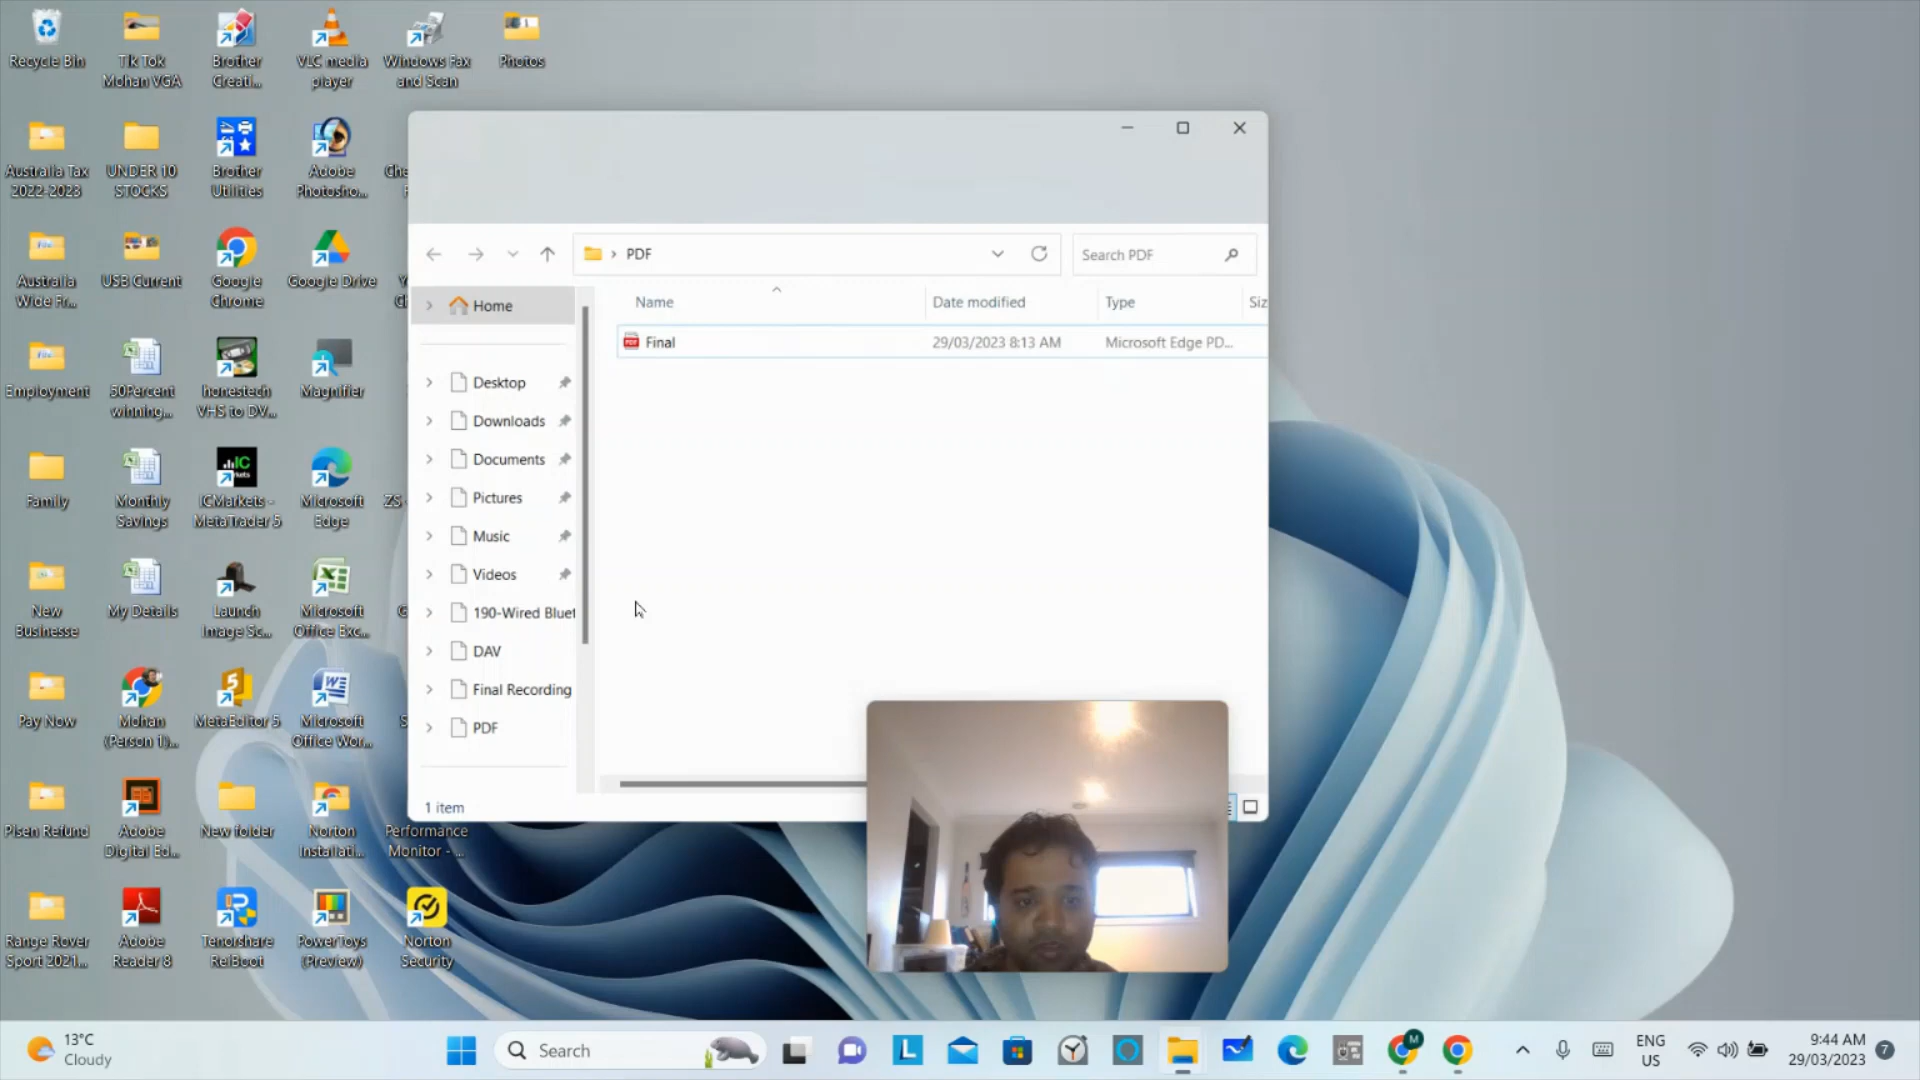 Recycle Bin
Tik Tok
Mohan VGA
Brother
Creati...
VLC media
player
Windows Fax
and Scan
Photos
Australia Tax
2022-2023
UNDER 10
STOCKS
Brother
Utilities
Adobe
Photosho...
Australia
Wide Fr...
USB Current
Google
Chrome
Google Drive
Employment
50Percent
winning...
honestech
VHS to DV...
Magnifier
Family
Monthly
Savings
ICMarkets -
MetaTrader 5
Microsoft
Edge
ZS
New
Businesse
My Details
Launch
Image Sc...
Microsoft
Office Exc...
Pay Now
Mohan
(Person 1)...
MetaEditor 5
Microsoft
Office Wor...
Pisen Refund
Adobe
Digital Ed...
New folder
Norton
Installati...
Performance
Monitor - ...
Range Rover
Sport 2021...
Adobe
Reader 8
Tenorshare
ReiBoot
PowerToys
(Preview)
Norton
Security
PDF
Search PDF
Name
Date modified
Type
Siz
Final
29/03/2023 8:13 AM
Microsoft Edge PD...
Home
Desktop
Downloads
Documents
Pictures
Music
Videos
190-Wired Bluet
DAV
Final Recording
PDF
1 item
13°C
Cloudy
Search
ENG
US
9:44 AM
29/03/2023
7